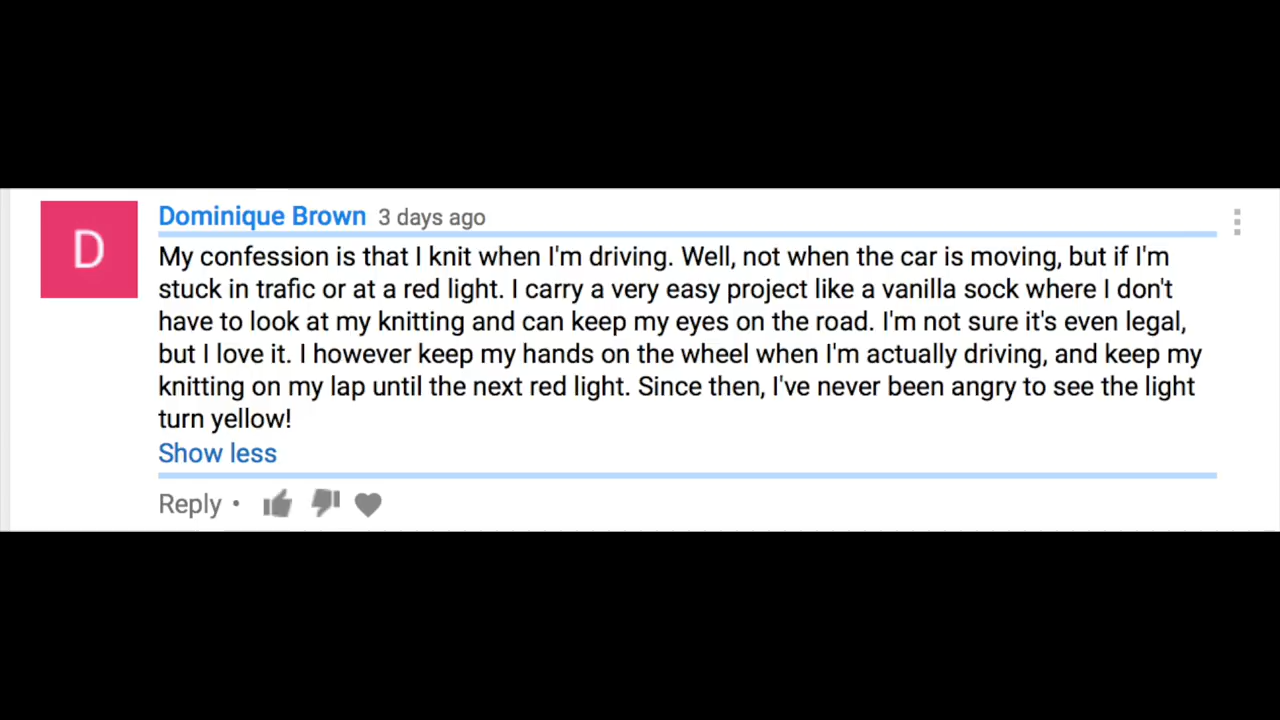 D
Dominique Brown 3 days ago
My confession is that I knit when I'm driving. Well, not when the car is moving, but if I'm
stuck in trafic or at a red light. I carry a very easy project like a vanilla sock where I don't
have to look at my knitting and can keep my eyes on the road. I'm not sure it's even legal,
but I love it. I however keep my hands on the wheel when I'm actually driving, and keep my
knitting on my lap until the next red light. Since then, I've never been angry to see the light
turn yellow!
Show less
Reply •